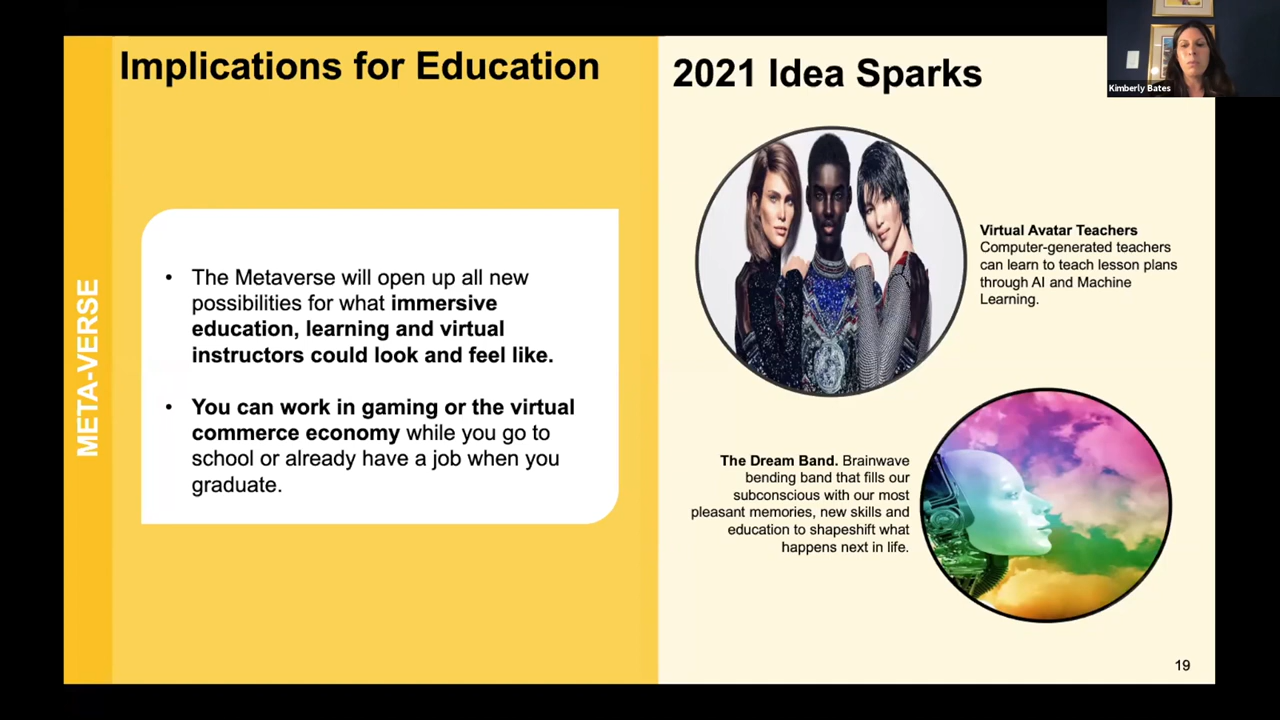 Implications for Education
META-VERSE
• The Metaverse will open up all new
possibilities for what immersive
education, learning and virtual
instructors could look and feel like.
• You can work in gaming or the virtual
commerce economy while you go to
school or already have a job when you
graduate.
2021 Idea Sparks
Kimberly Bates
Virtual Avatar Teachers
Computer-generated teachers
can learn to teach lesson plans
through AI and Machine
Learning.
The Dream Band. Brainwave
bending band that fills our
subconscious with our most
pleasant memories, new skills and
education to shapeshift what
happens next in life.
19